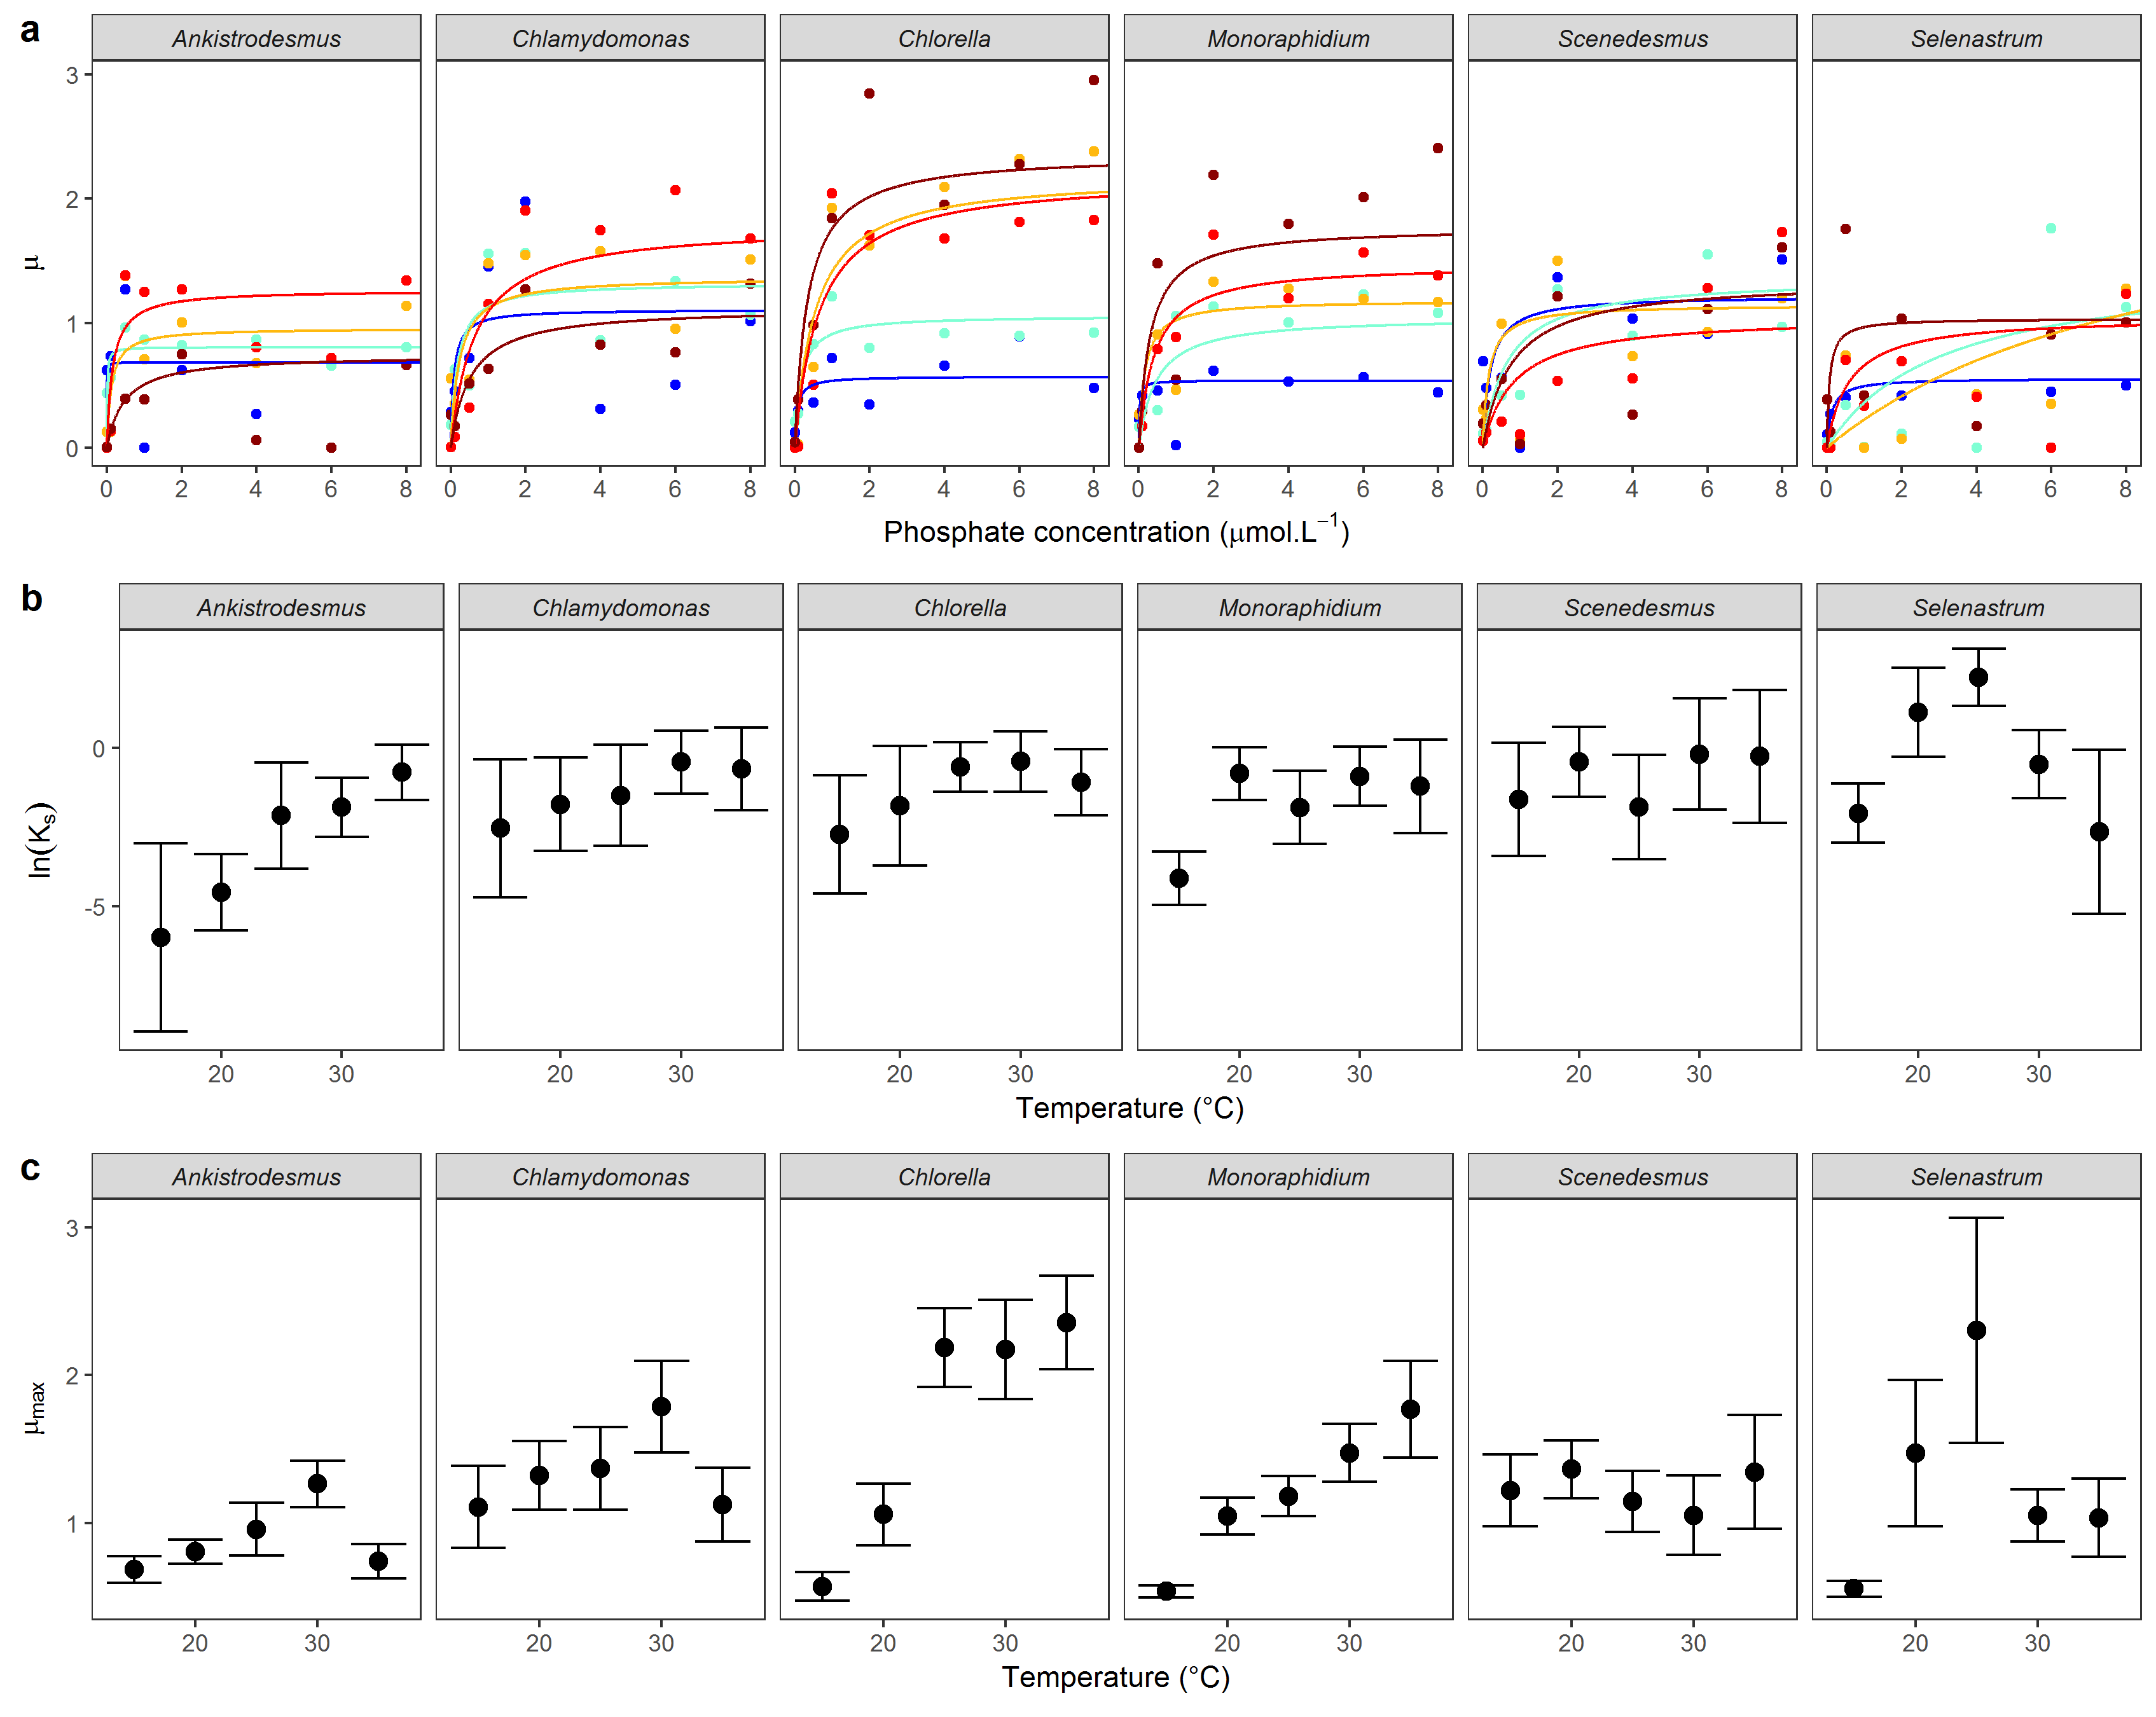 a
Ankistrodesmus Chlamydomonas Chlorella Monoraphidium Scenedesmus Selenastrum
3
2
1
0
μ
0 2 4 6 8 0 2 4 6 8 0 2 4 6 8 0 2 4 6 8 0 2 4 6 8 0 2 4 6 8
Phosphate concentration (μmol.L⁻¹)
b
Ankistrodesmus Chlamydomonas Chlorella Monoraphidium Scenedesmus Selenastrum
0
-5
ln(Kₛ)
20 30 20 30 20 30 20 30 20 30 20 30
Temperature (°C)
c
Ankistrodesmus Chlamydomonas Chlorella Monoraphidium Scenedesmus Selenastrum
3
2
1
μmax
20 30 20 30 20 30 20 30 20 30 20 30
Temperature (°C)